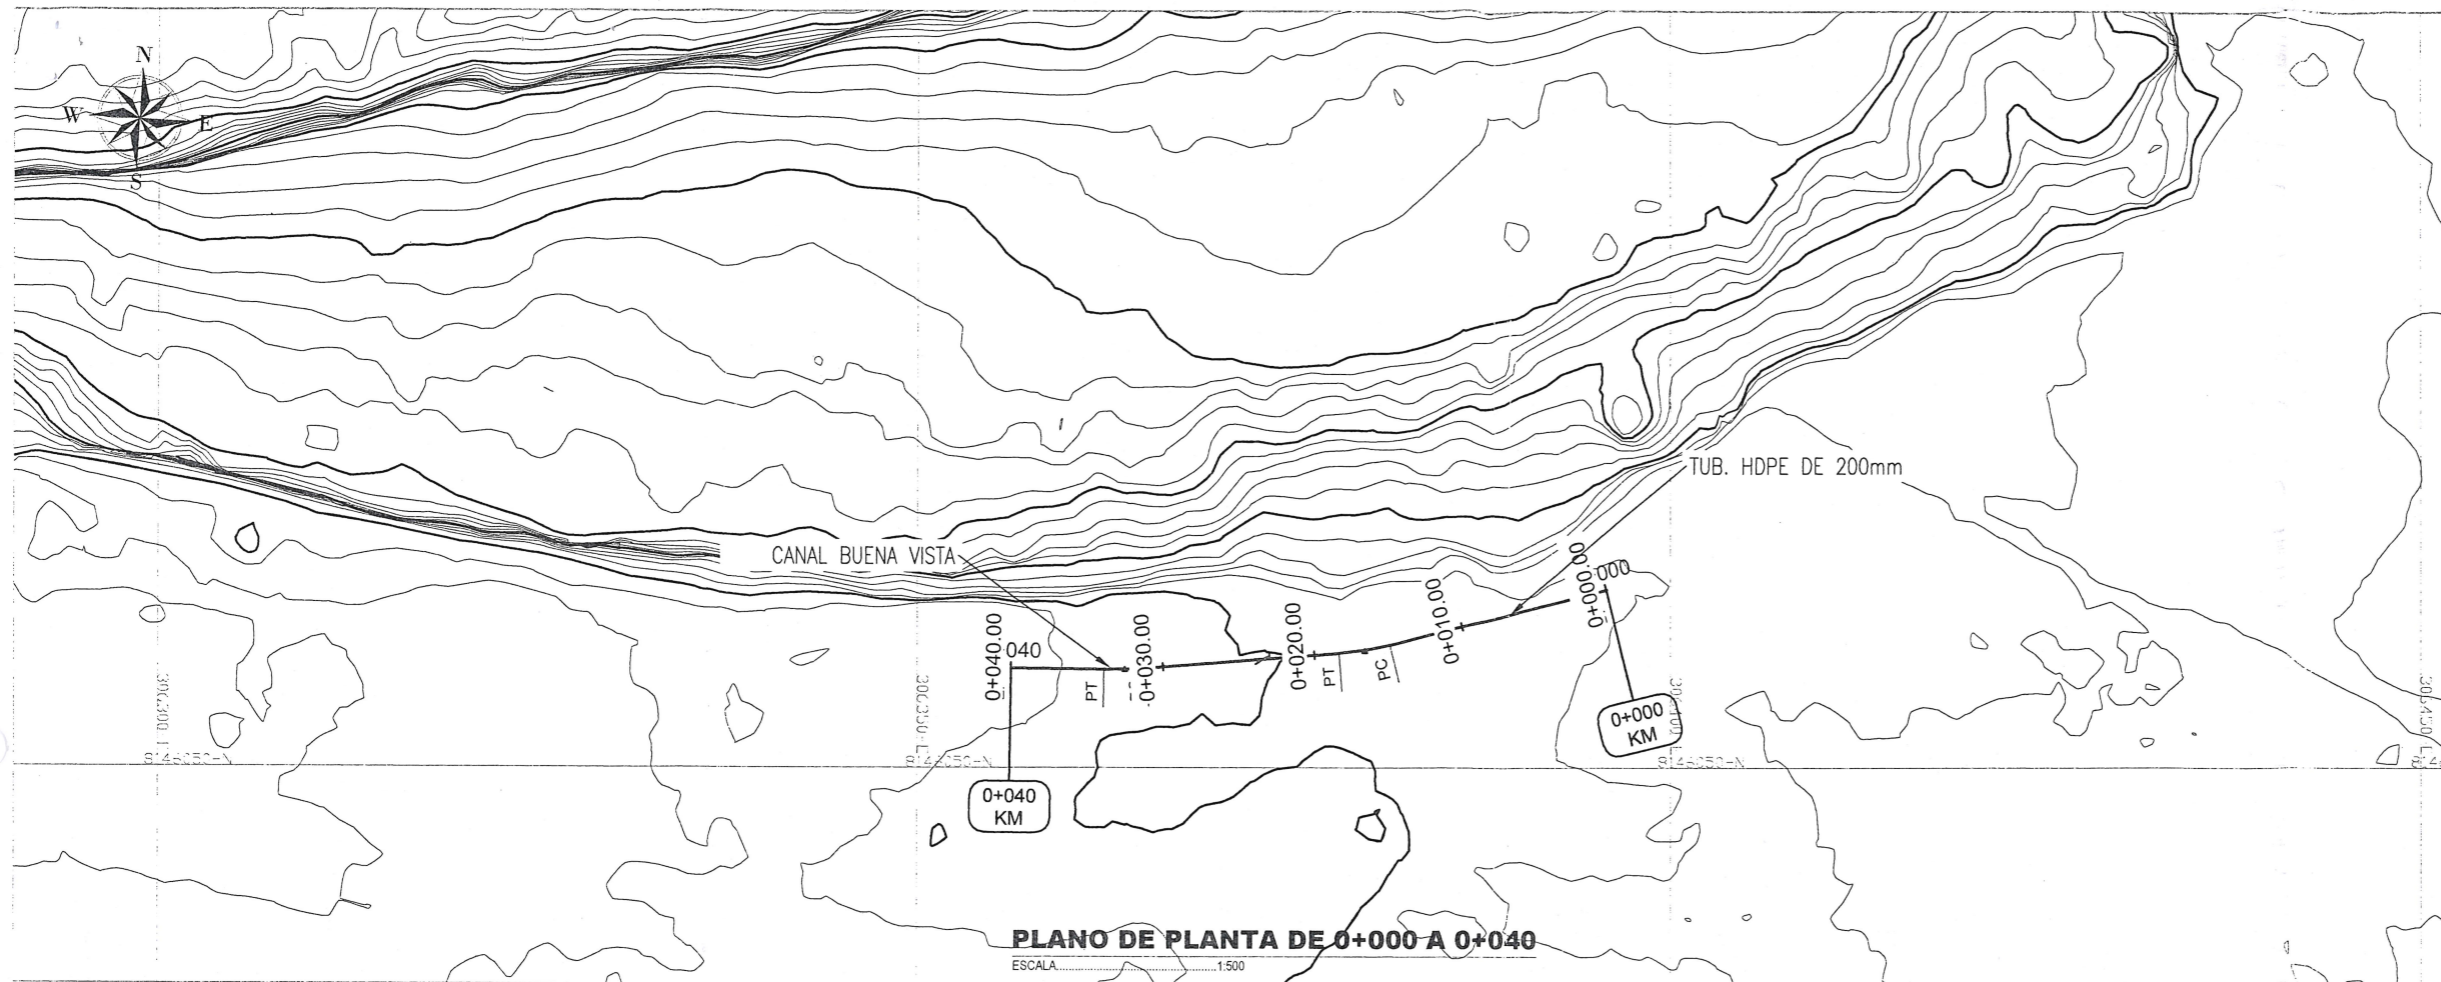 N
W
E
S
TUB. HDPE DE 200mm
CANAL BUENA VISTA
0+040.00
040
PT
0+030.00
0+020.00
PT
PC
0+010.00
0+000.00
000
0+000
KM
0+040
KM
PLANO DE PLANTA DE 0+000 A 0+040
ESCALA..................................................1:500